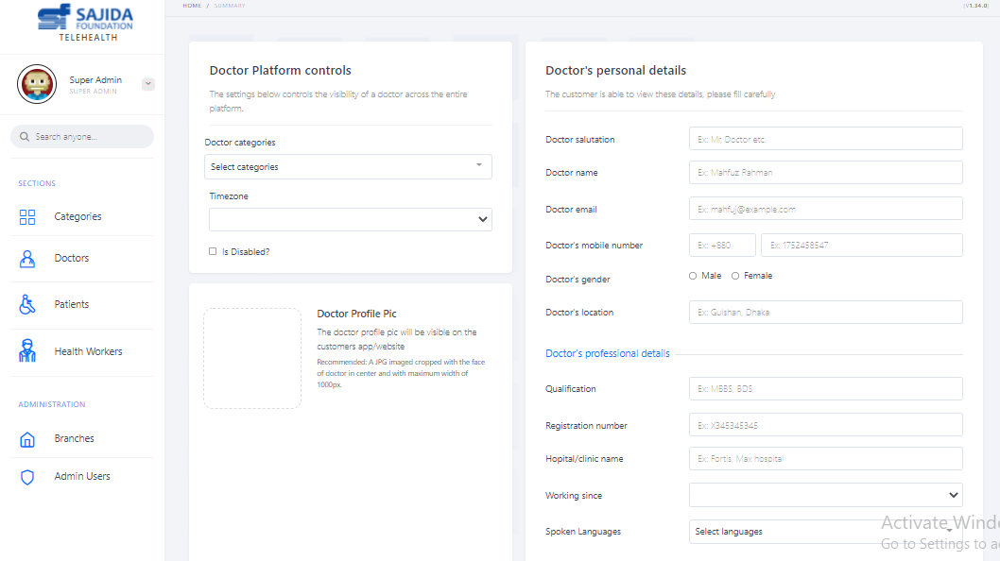 SAJIDA
FOUNDATION
TELEHEALTH
HOME / SUMMARY
(V1.34.0)
Super Admin
SUPER ADMIN
Search anyone...
SECTIONS
Categories
Doctors
Patients
Health Workers
ADMINISTRATION
Branches
Admin Users
Doctor Platform controls
The settings below controls the visibility of a doctor across the entire
platform.
Doctor categories
Select categories
Timezone
Is Disabled?
Doctor Profile Pic
The doctor profile pic will be visible on the
customers app/website
Recommended: A JPG imaged cropped with the face
of doctor in center and with maximum width of
1000px.
Doctor's personal details
The customer is able to view these details, please fill carefully
Doctor salutation
Ex: Mr, Doctor etc.
Doctor name
Ex: Mahfuz Rahman
Doctor email
Ex: mahfuj@example.com
Doctor's mobile number
Ex: +880
Ex: 1752458547
Doctor's gender
Male
Female
Doctor's location
Ex: Gulshan, Dhaka
Doctor's professional details
Qualification
Ex: MBBS, BDS
Registration number
Ex: X345345345
Hopital/clinic name
Ex: Fortis, Max hospital
Working since
Spoken Languages
Select languages
Activate Windo
Go to Settings to a